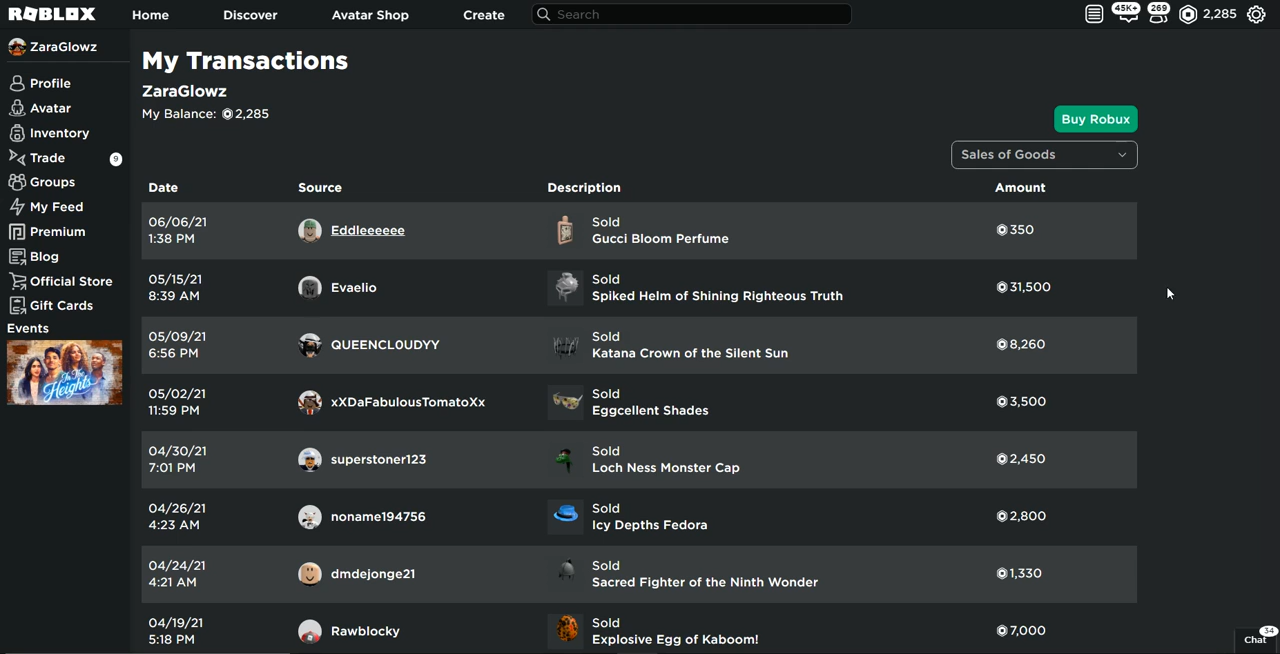 ROBLOX Home Discover Avatar Shop Create Search 45K+ 269 2,285
ZaraGlowz
Profile
Avatar
Inventory
Trade 9
Groups
My Feed
Premium
Blog
Official Store
Gift Cards
Events
In The Heights
My Transactions
ZaraGlowz
My Balance: 2,285
Buy Robux
Sales of Goods
Date Source Description Amount
06/06/21
1:38 PM
Eddleeeeee
Sold
Gucci Bloom Perfume
350
05/15/21
8:39 AM
Evaelio
Sold
Spiked Helm of Shining Righteous Truth
31,500
05/09/21
6:56 PM
QUEENCL0UDYY
Sold
Katana Crown of the Silent Sun
8,260
05/02/21
11:59 PM
xXDaFabulousTomatoXx
Sold
Eggcellent Shades
3,500
04/30/21
7:01 PM
superstoner123
Sold
Loch Ness Monster Cap
2,450
04/26/21
4:23 AM
noname194756
Sold
Icy Depths Fedora
2,800
04/24/21
4:21 AM
dmdejonge21
Sold
Sacred Fighter of the Ninth Wonder
1,330
04/19/21
5:18 PM
Rawblocky
Sold
Explosive Egg of Kaboom!
7,000
Chat 34